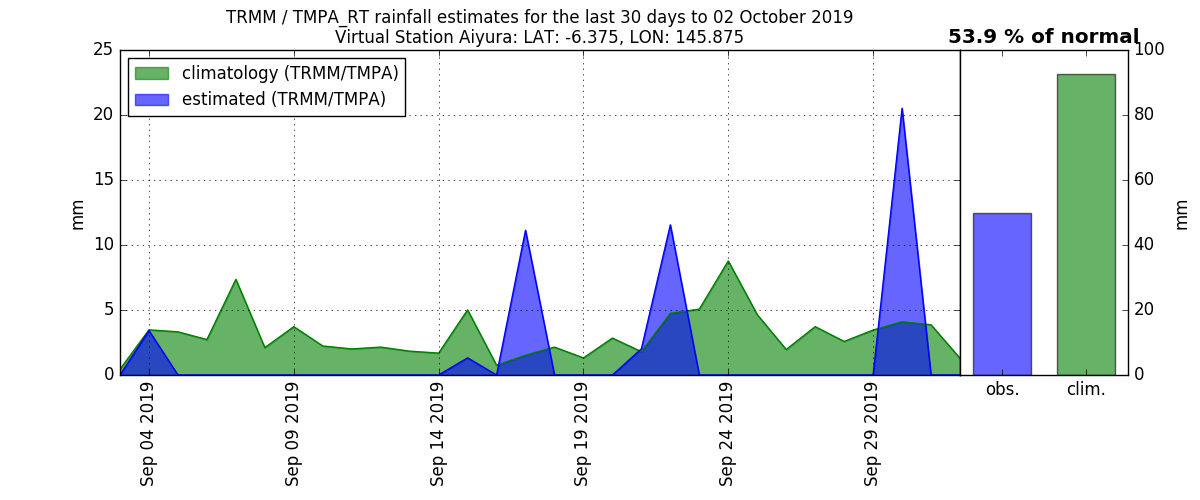 TRMM / TMPA_RT rainfall estimates for the last 30 days to 02 October 2019
Virtual Station Aiyura: LAT: -6.375, LON: 145.875
53.9 % of normal
climatology (TRMM/TMPA)
estimated (TRMM/TMPA)
25
20
15
10
5
0
mm
Sep 04 2019
Sep 09 2019
Sep 14 2019
Sep 19 2019
Sep 24 2019
Sep 29 2019
obs.
clim.
100
80
60
40
20
0
mm